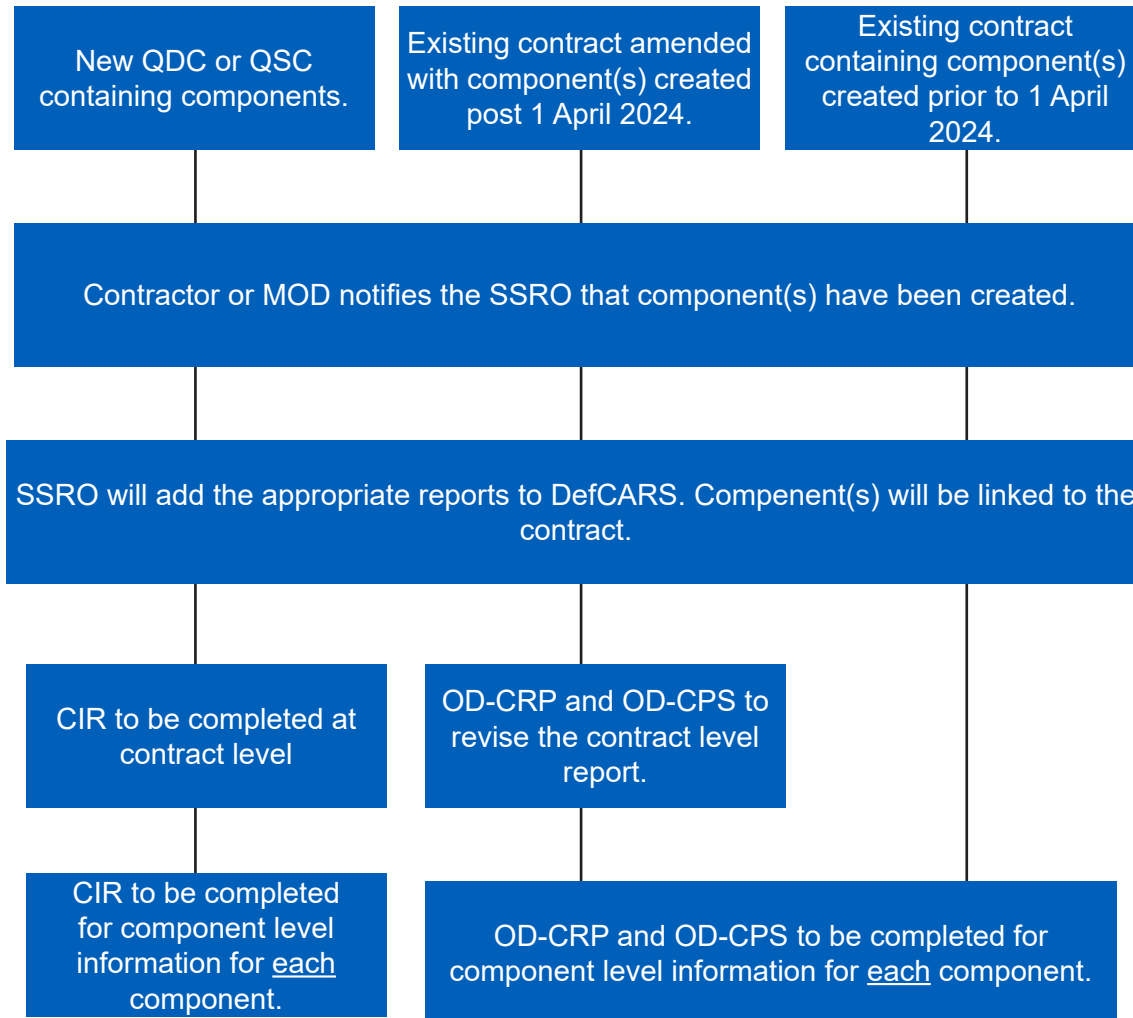 New QDC or QSC
containing components.
Existing contract amended
with component(s) created
post 1 April 2024.
Existing contract
containing component(s)
created prior to 1 April
2024.
Contractor or MOD notifies the SSRO that component(s) have been created.
SSRO will add the appropriate reports to DefCARS. Compenent(s) will be linked to the
contract.
CIR to be completed at
contract level
OD-CRP and OD-CPS to
revise the contract level
report.
CIR to be completed
for component level
information for each
component.
OD-CRP and OD-CPS to be completed for
component level information for each component.